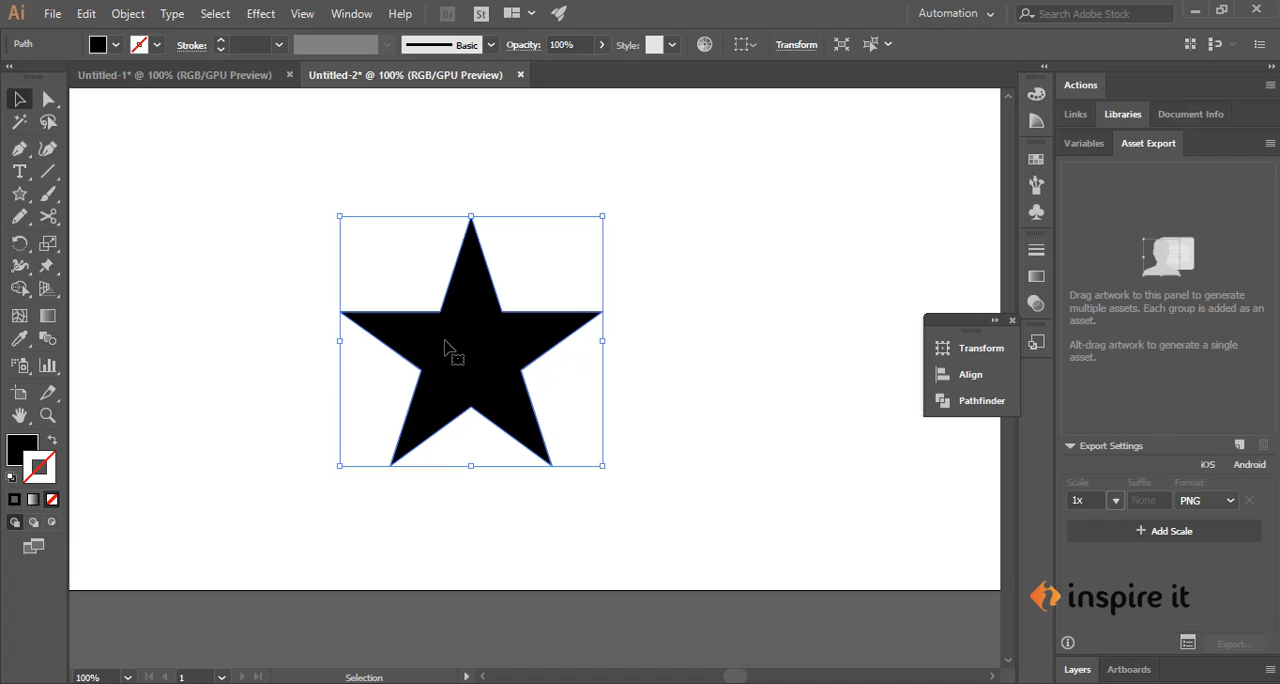 Ai File Edit Object Type Select Effect View Window Help Br St Automation Search Adobe Stock
Path Stroke: Basic Opacity: 100% Style: Transform
Untitled-1* @ 100% (RGB/GPU Preview) Untitled-2* @ 100% (RGB/GPU Preview)
Actions
Links Libraries Document Info
Variables Asset Export
Drag artwork to this panel to generate
multiple assets. Each group is added as an
asset.
Alt-drag artwork to generate a single
asset.
Transform
Align
Pathfinder
Export Settings
iOS Android
Scale Suffix Format
1x None PNG
+ Add Scale
inspire it
Export...
Layers Artboards
100% 1 Selection